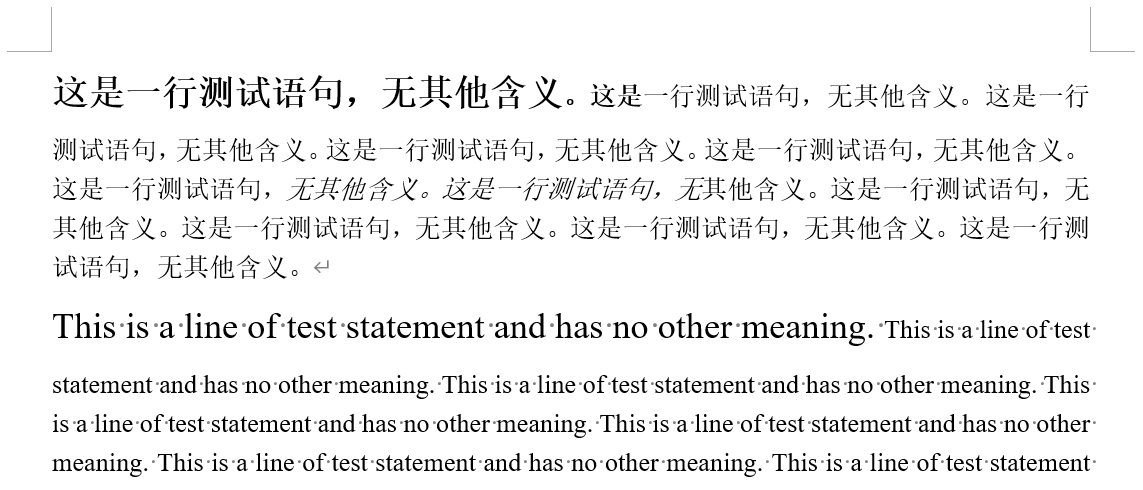 这是一行测试语句，无其他含义。这是一行测试语句，无其他含义。这是一行
测试语句，无其他含义。这是一行测试语句，无其他含义。这是一行测试语句，无其他含义。
这是一行测试语句，无其他含义。这是一行测试语句，无其他含义。这是一行测试语句，无
其他含义。这是一行测试语句，无其他含义。这是一行测试语句，无其他含义。这是一行测
试语句，无其他含义。
This is a line of test statement and has no other meaning. This is a line of test
statement and has no other meaning. This is a line of test statement and has no other meaning. This
is a line of test statement and has no other meaning. This is a line of test statement and has no other
meaning. This is a line of test statement and has no other meaning. This is a line of test statement